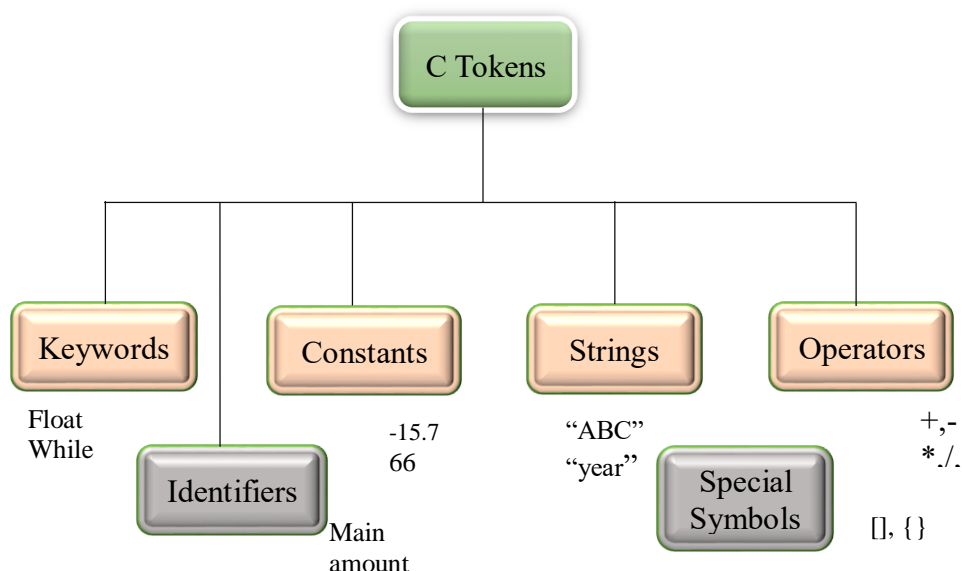 C Tokens
Keywords
Constants
Strings
Operators
Float
While
-15.7
66
“ABC”
“year”
+,-
*,/,
Identifiers
Special
Symbols
Main
amount
[], {}